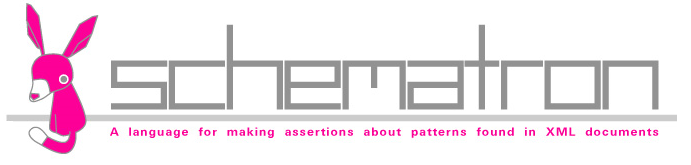 schematron
A language for making assertions about patterns found in XML documents